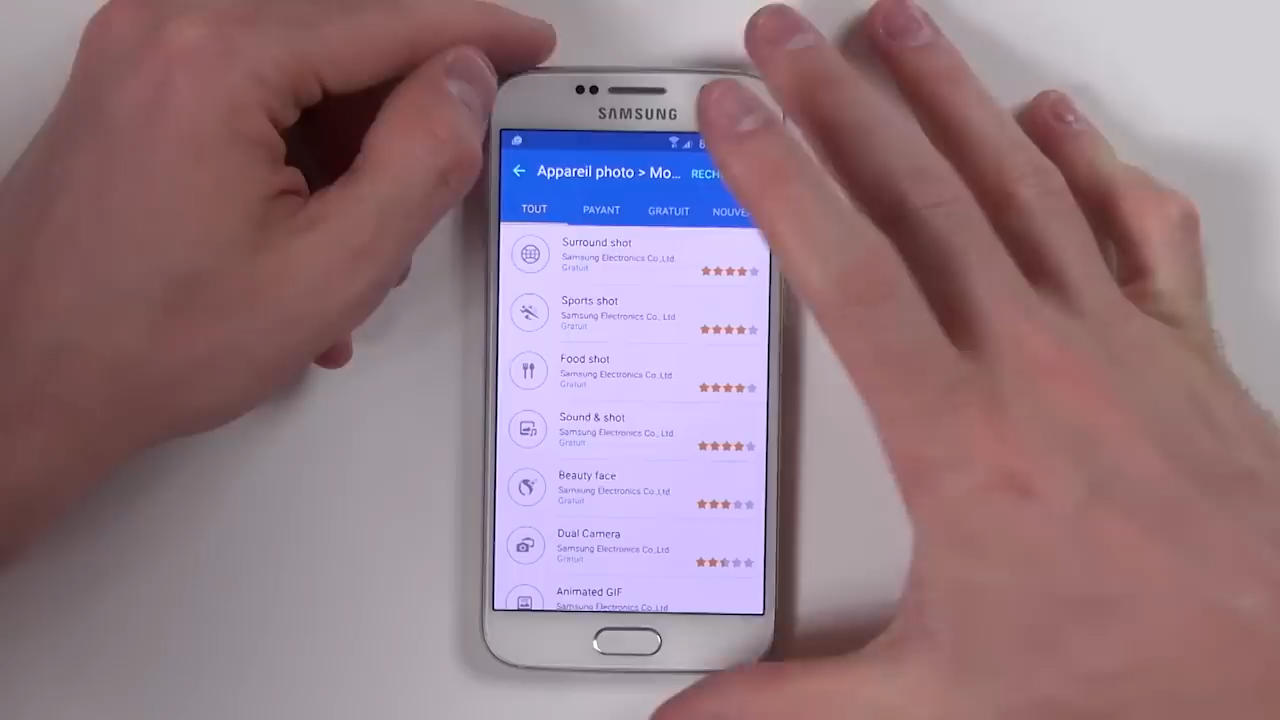 SAMSUNG
Appareil photo > Mo... RECH
TOUT PAYANT GRATUIT NOUVE
Surround shot
Samsung Electronics Co.,Ltd.
Gratuit
Sports shot
Samsung Electronics Co., Ltd
Gratuit
Food shot
Samsung Electronics Co.,Ltd
Gratuit
Sound & shot
Samsung Electronics Co., Ltd
Gratuit
Beauty face
Samsung Electronics Co.,Ltd
Gratuit
Dual Camera
Samsung Electronics Co.,Ltd
Gratuit
Animated GIF
Samsung Electronics Co.,Ltd